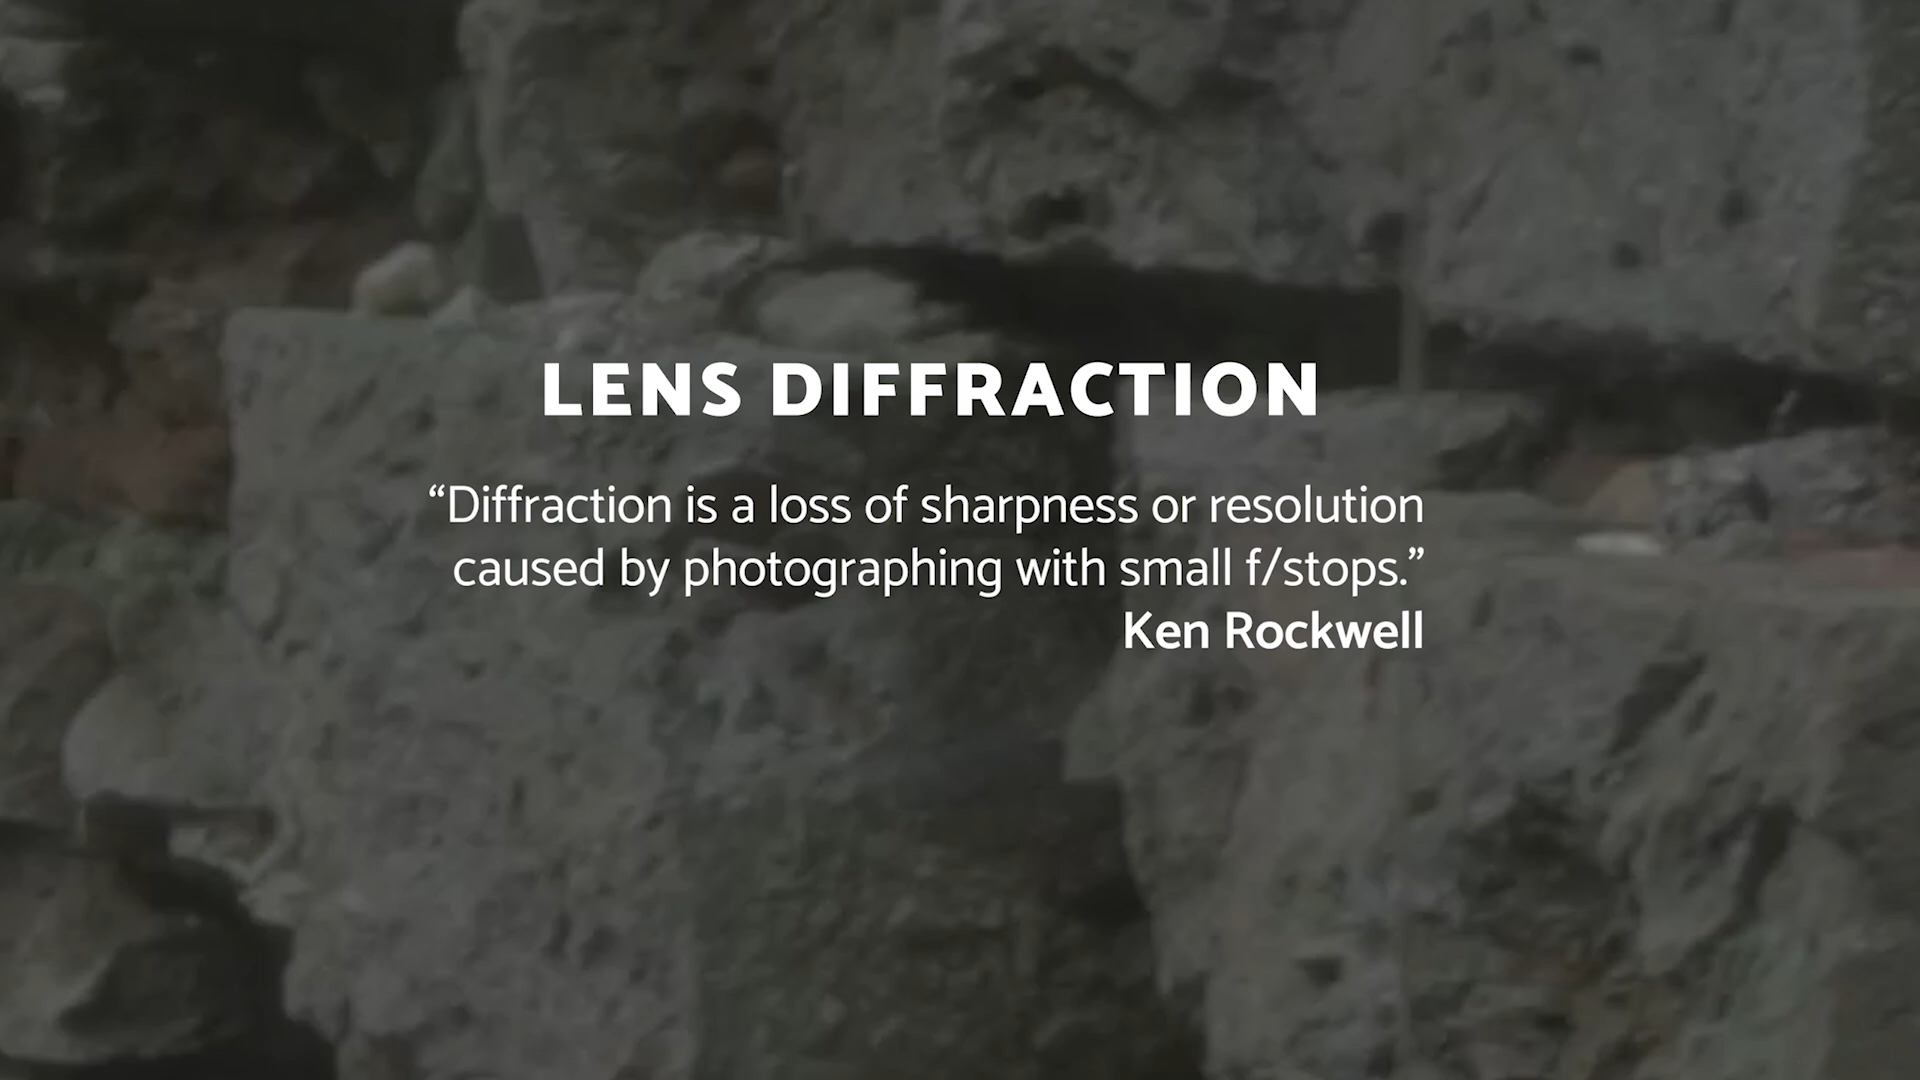 LENS DIFFRACTION
“Diffraction is a loss of sharpness or resolution
caused by photographing with small f/stops.”
Ken Rockwell